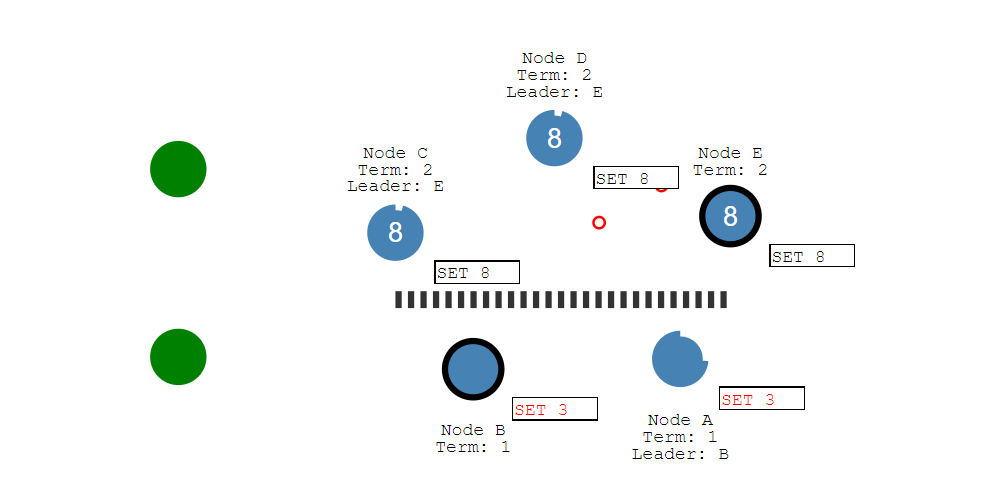 Node D
Term: 2
Leader: E
8
SET 8
Node C
Term: 2
Leader: E
8
SET 8
Node E
Term: 2
8
SET 8
Node B
Term: 1
SET 3
Node A
Term: 1
Leader: B
SET 3